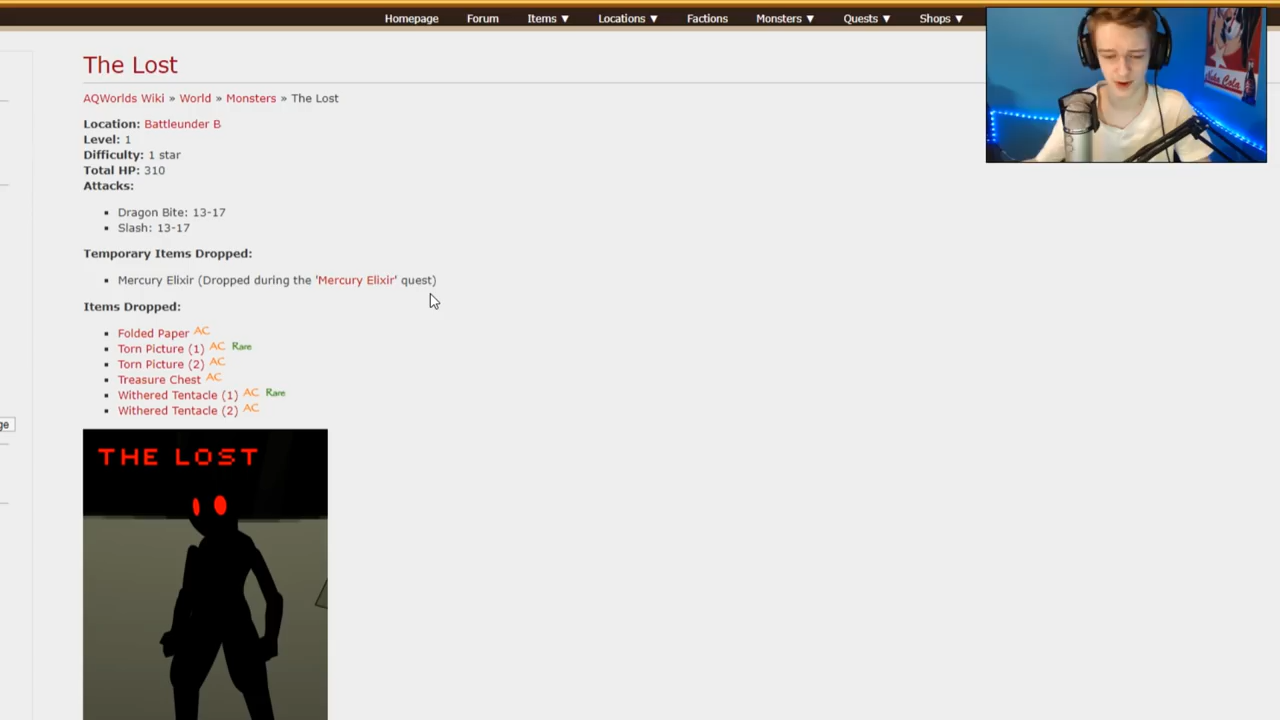 Homepage Forum Items ▼ Locations ▼ Factions Monsters ▼ Quests ▼ Shops ▼
The Lost
AQWorlds Wiki » World » Monsters » The Lost
Location: Battleunder B
Level: 1
Difficulty: 1 star
Total HP: 310
Attacks:
Dragon Bite: 13-17
Slash: 13-17
Temporary Items Dropped:
Mercury Elixir (Dropped during the 'Mercury Elixir' quest)
Items Dropped:
Folded Paper AC
Torn Picture (1) AC Rare
Torn Picture (2) AC
Treasure Chest AC
Withered Tentacle (1) AC Rare
Withered Tentacle (2) AC
ge
THE LOST
Nuka Cola